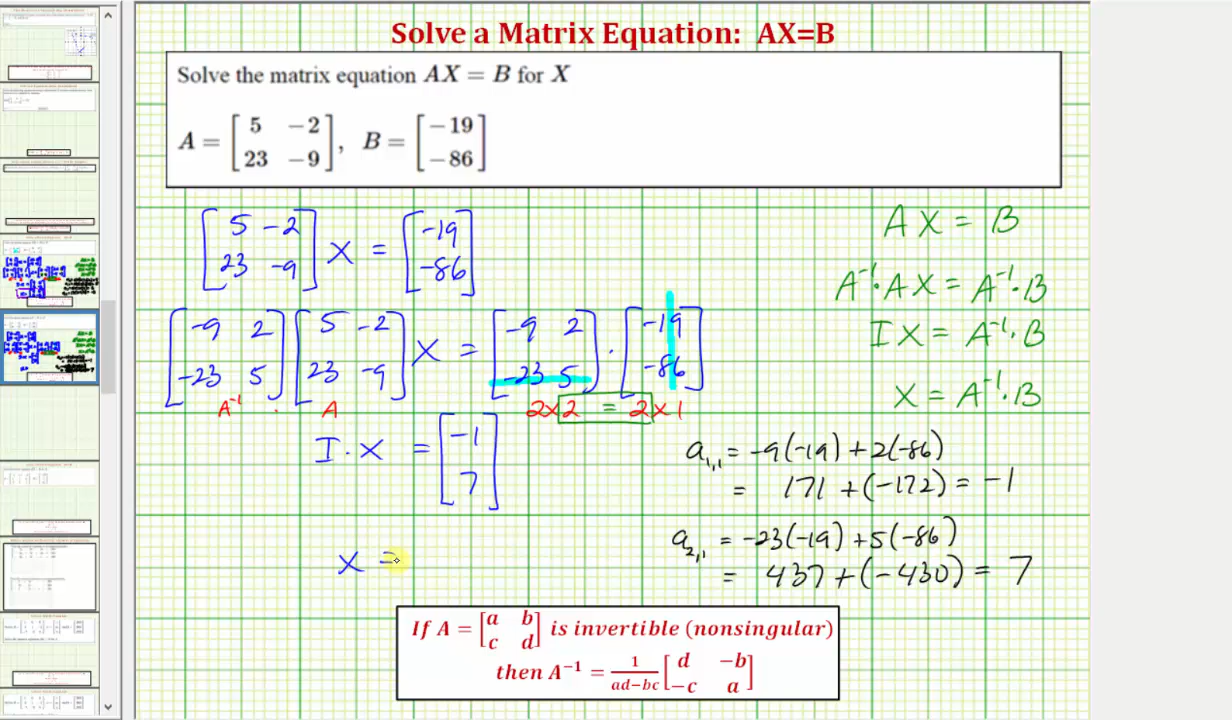 Solve a Matrix Equation: AX=B
Solve the matrix equation AX = B for X
A = [ 5 −2 ; 23 −9 ], B = [ −19 ; −86 ]
[ 5 -2 ; 23 -9 ] X = [ -19 ; -86 ]
[ -9 2 ; -23 5 ] [ 5 -2 ; 23 -9 ] X = [ -9 2 ; -23 5 ] · [ -19 ; -86 ]
A⁻¹ · A
2x2 = 2x1
I · X = [ -1 ; 7 ]
X =
A X = B
A⁻¹·A X = A⁻¹·B
I X = A⁻¹·B
X = A⁻¹·B
a₁,₁ = -9(-19) + 2(-86)
= 171 + (-172) = -1
a₂,₁ = -23(-19) + 5(-86)
= 437 + (-430) = 7
If A = [ a b ; c d ] is invertible (nonsingular)
then A⁻¹ = 1/(ad−bc) [ d −b ; −c a ]